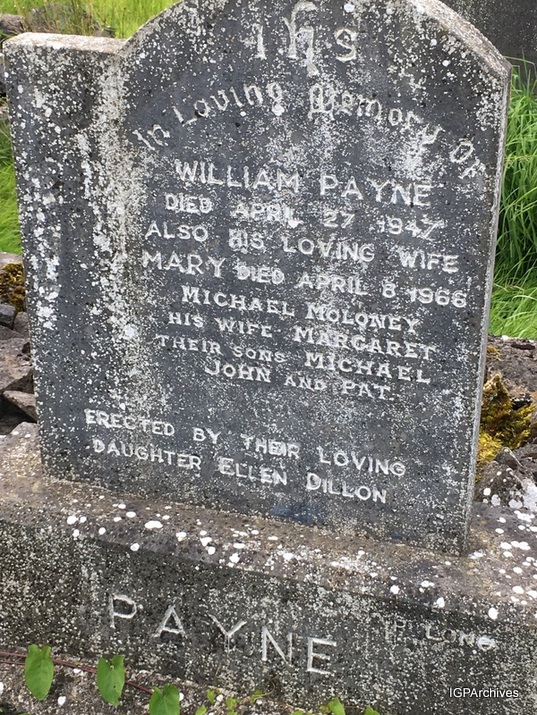 IHS
In Loving Memory Of
WILLIAM PAYNE
DIED APRIL 27 1947
ALSO HIS LOVING WIFE
MARY DIED APRIL 8 1966
MICHAEL MOLONEY
HIS WIFE MARGARET
THEIR SONS MICHAEL
JOHN AND PAT.
ERECTED BY THEIR LOVING
DAUGHTER ELLEN DILLON
PAYNE
P. LONG
IGPArchives